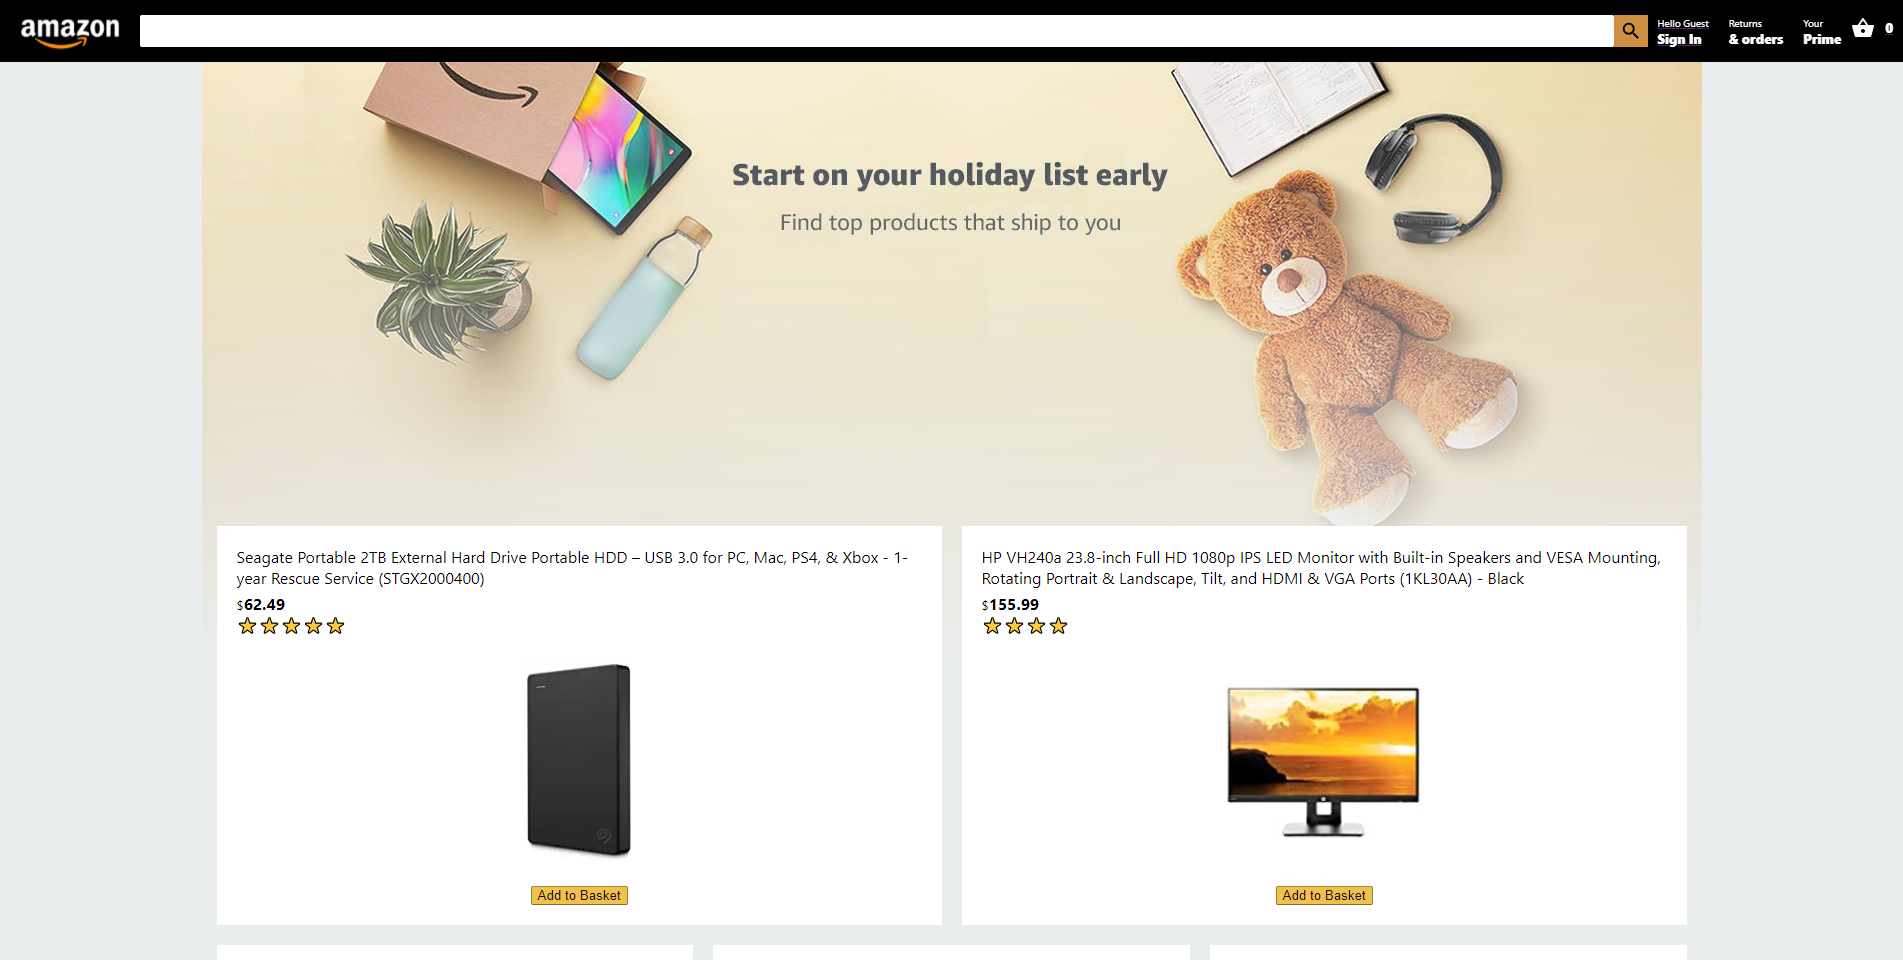 amazon
Hello Guest
Sign In
Returns
& orders
Your
Prime
0
Start on your holiday list early
Find top products that ship to you
Seagate Portable 2TB External Hard Drive Portable HDD – USB 3.0 for PC, Mac, PS4, & Xbox - 1-
year Rescue Service (STGX2000400)
$62.49
Add to Basket
HP VH240a 23.8-inch Full HD 1080p IPS LED Monitor with Built-in Speakers and VESA Mounting,
Rotating Portrait & Landscape, Tilt, and HDMI & VGA Ports (1KL30AA) - Black
$155.99
Add to Basket